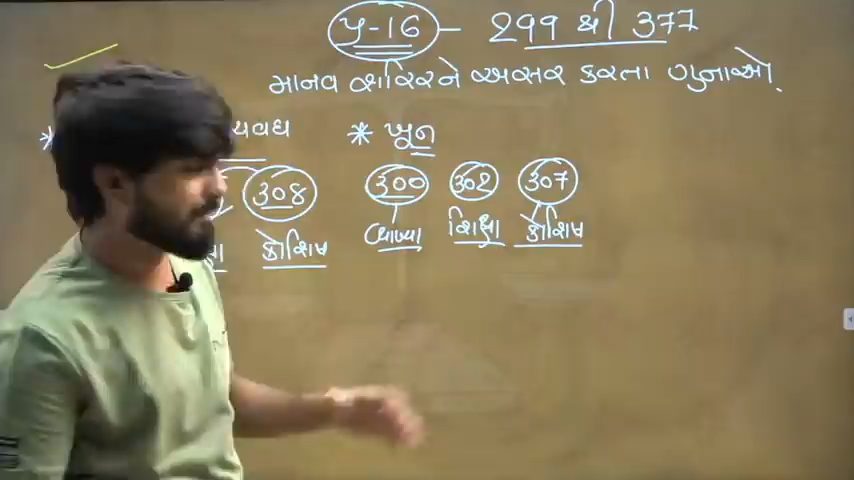 પ્ર-16 – 299 થી 377
માનવ શરિરને અસર કરતા ગુનાઓ.
* ખૂન
308 300 302 307
કોશિષ વ્યાખ્યા શિક્ષા કોશિષ